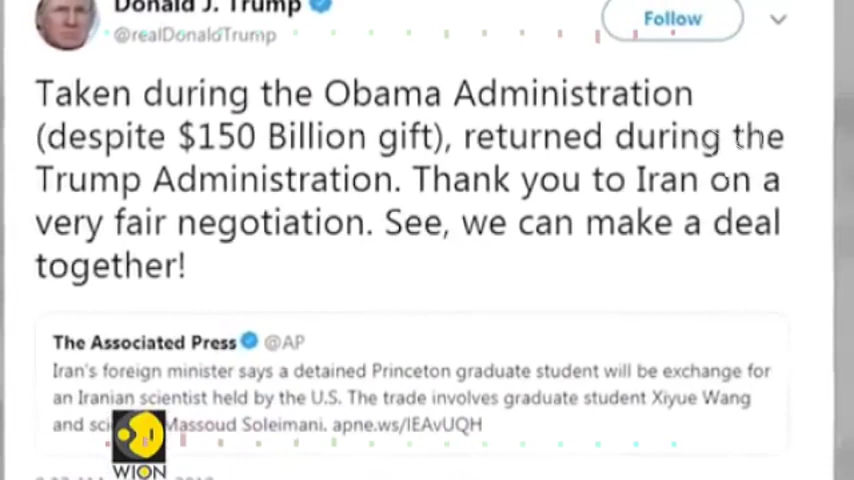 Donald J. Trump
@realDonaldTrump
Follow
Taken during the Obama Administration
(despite $150 Billion gift), returned during the
Trump Administration. Thank you to Iran on a
very fair negotiation. See, we can make a deal
together!
The Associated Press @AP
Iran's foreign minister says a detained Princeton graduate student will be exchange for
an Iranian scientist held by the U.S. The trade involves graduate student Xiyue Wang
and Massoud Soleimani. apne.ws/IEAvUQH
WION